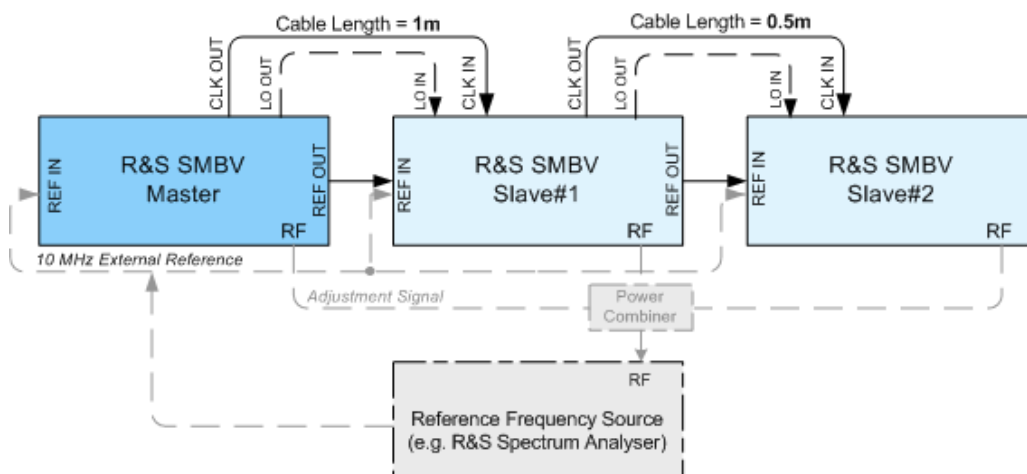 Cable Length = 1m
Cable Length = 0.5m
CLK OUT
LO OUT
LO IN
CLK IN
CLK OUT
LO OUT
LO IN
CLK IN
REF IN
R&S SMBV
Master
REF OUT
RF
REF IN
R&S SMBV
Slave#1
REF OUT
RF
REF IN
R&S SMBV
Slave#2
RF
10 MHz External Reference
Adjustment Signal
Power
Combiner
RF
Reference Frequency Source
(e.g. R&S Spectrum Analyser)